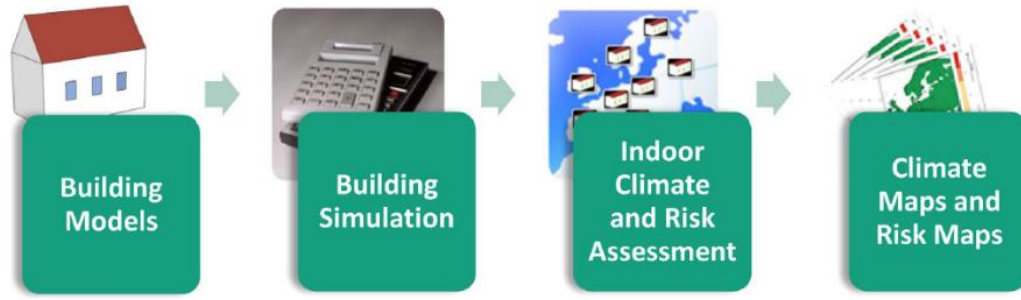 Building
Models
Building
Simulation
Indoor
Climate
and Risk
Assessment
Climate
Maps and
Risk Maps